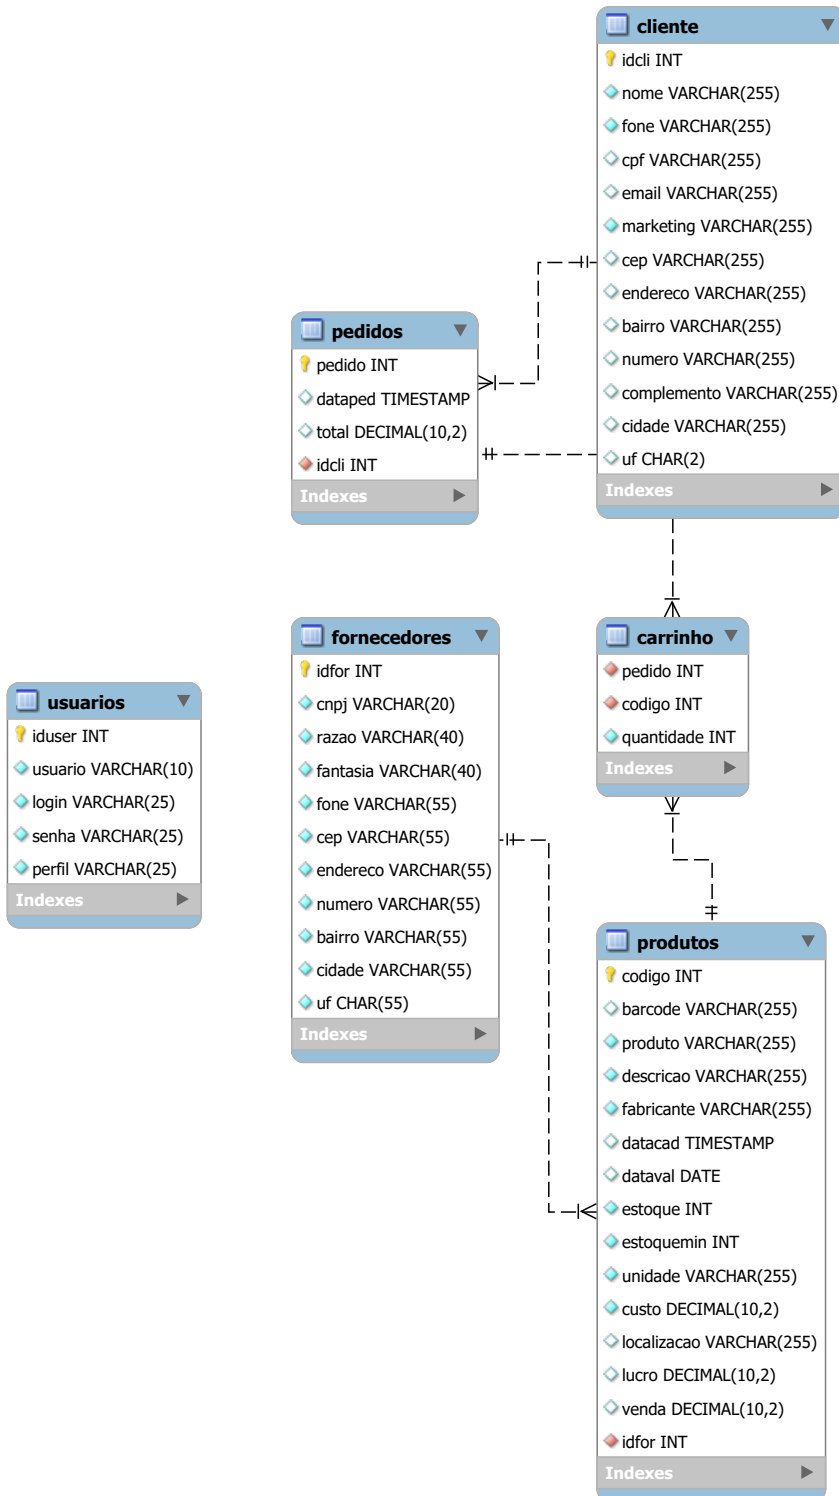 cliente
idcli INT
nome VARCHAR(255)
fone VARCHAR(255)
cpf VARCHAR(255)
email VARCHAR(255)
marketing VARCHAR(255)
cep VARCHAR(255)
endereco VARCHAR(255)
bairro VARCHAR(255)
numero VARCHAR(255)
complemento VARCHAR(255)
cidade VARCHAR(255)
uf CHAR(2)
Indexes
pedidos
pedido INT
dataped TIMESTAMP
total DECIMAL(10,2)
idcli INT
Indexes
fornecedores
idfor INT
cnpj VARCHAR(20)
razao VARCHAR(40)
fantasia VARCHAR(40)
fone VARCHAR(55)
cep VARCHAR(55)
endereco VARCHAR(55)
numero VARCHAR(55)
bairro VARCHAR(55)
cidade VARCHAR(55)
uf CHAR(55)
Indexes
carrinho
pedido INT
codigo INT
quantidade INT
Indexes
usuarios
iduser INT
usuario VARCHAR(10)
login VARCHAR(25)
senha VARCHAR(25)
perfil VARCHAR(25)
Indexes
produtos
codigo INT
barcode VARCHAR(255)
produto VARCHAR(255)
descricao VARCHAR(255)
fabricante VARCHAR(255)
datacad TIMESTAMP
dataval DATE
estoque INT
estoquemin INT
unidade VARCHAR(255)
custo DECIMAL(10,2)
localizacao VARCHAR(255)
lucro DECIMAL(10,2)
venda DECIMAL(10,2)
idfor INT
Indexes